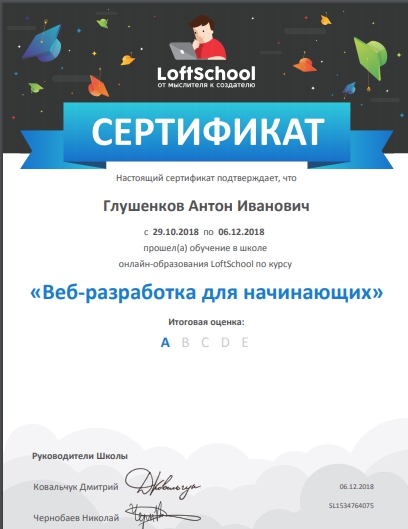 LoftSchool
от мыслителя к создателю
СЕРТИФИКАТ
Настоящий сертификат подтверждает, что
Глушенков Антон Иванович
с 29.10.2018 по 06.12.2018
прошел(а) обучение в школе
онлайн-образования LoftSchool по курсу
«Веб-разработка для начинающих»
Итоговая оценка:
A B C D E
Руководители Школы
Ковальчук Дмитрий
06.12.2018
SL1534764075
Чернобаев Николай